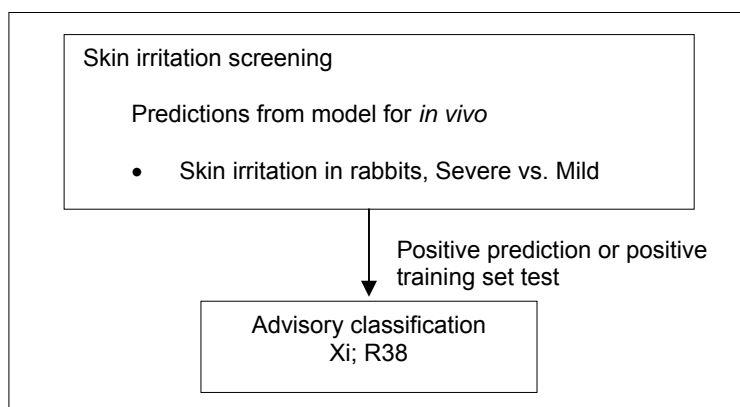 Skin irritation screening
Predictions from model for in vivo
• Skin irritation in rabbits, Severe vs. Mild
Positive prediction or positive
training set test
Advisory classification
Xi; R38